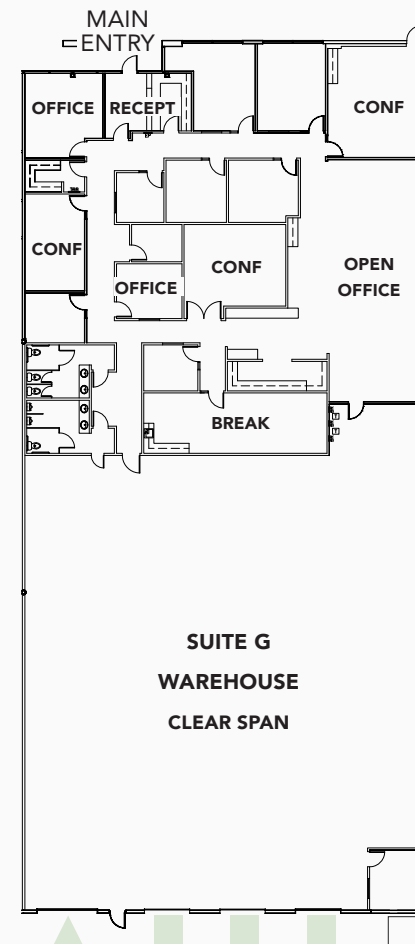 MAIN
ENTRY
OFFICE
RECEPT
CONF
CONF
CONF
OFFICE
OPEN
OFFICE
BREAK
SUITE G
WAREHOUSE
CLEAR SPAN